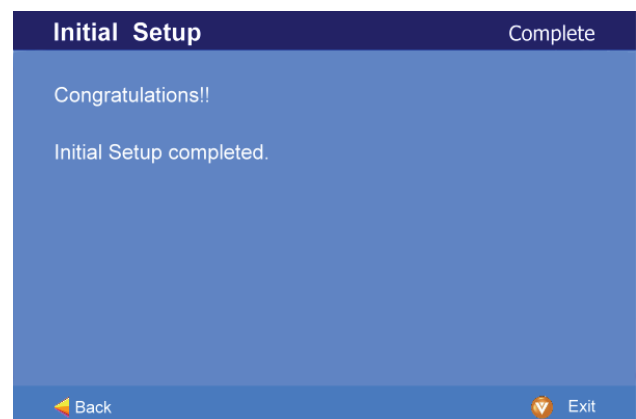 Initial Setup Complete
Congratulations!!
Initial Setup completed.
Back Exit